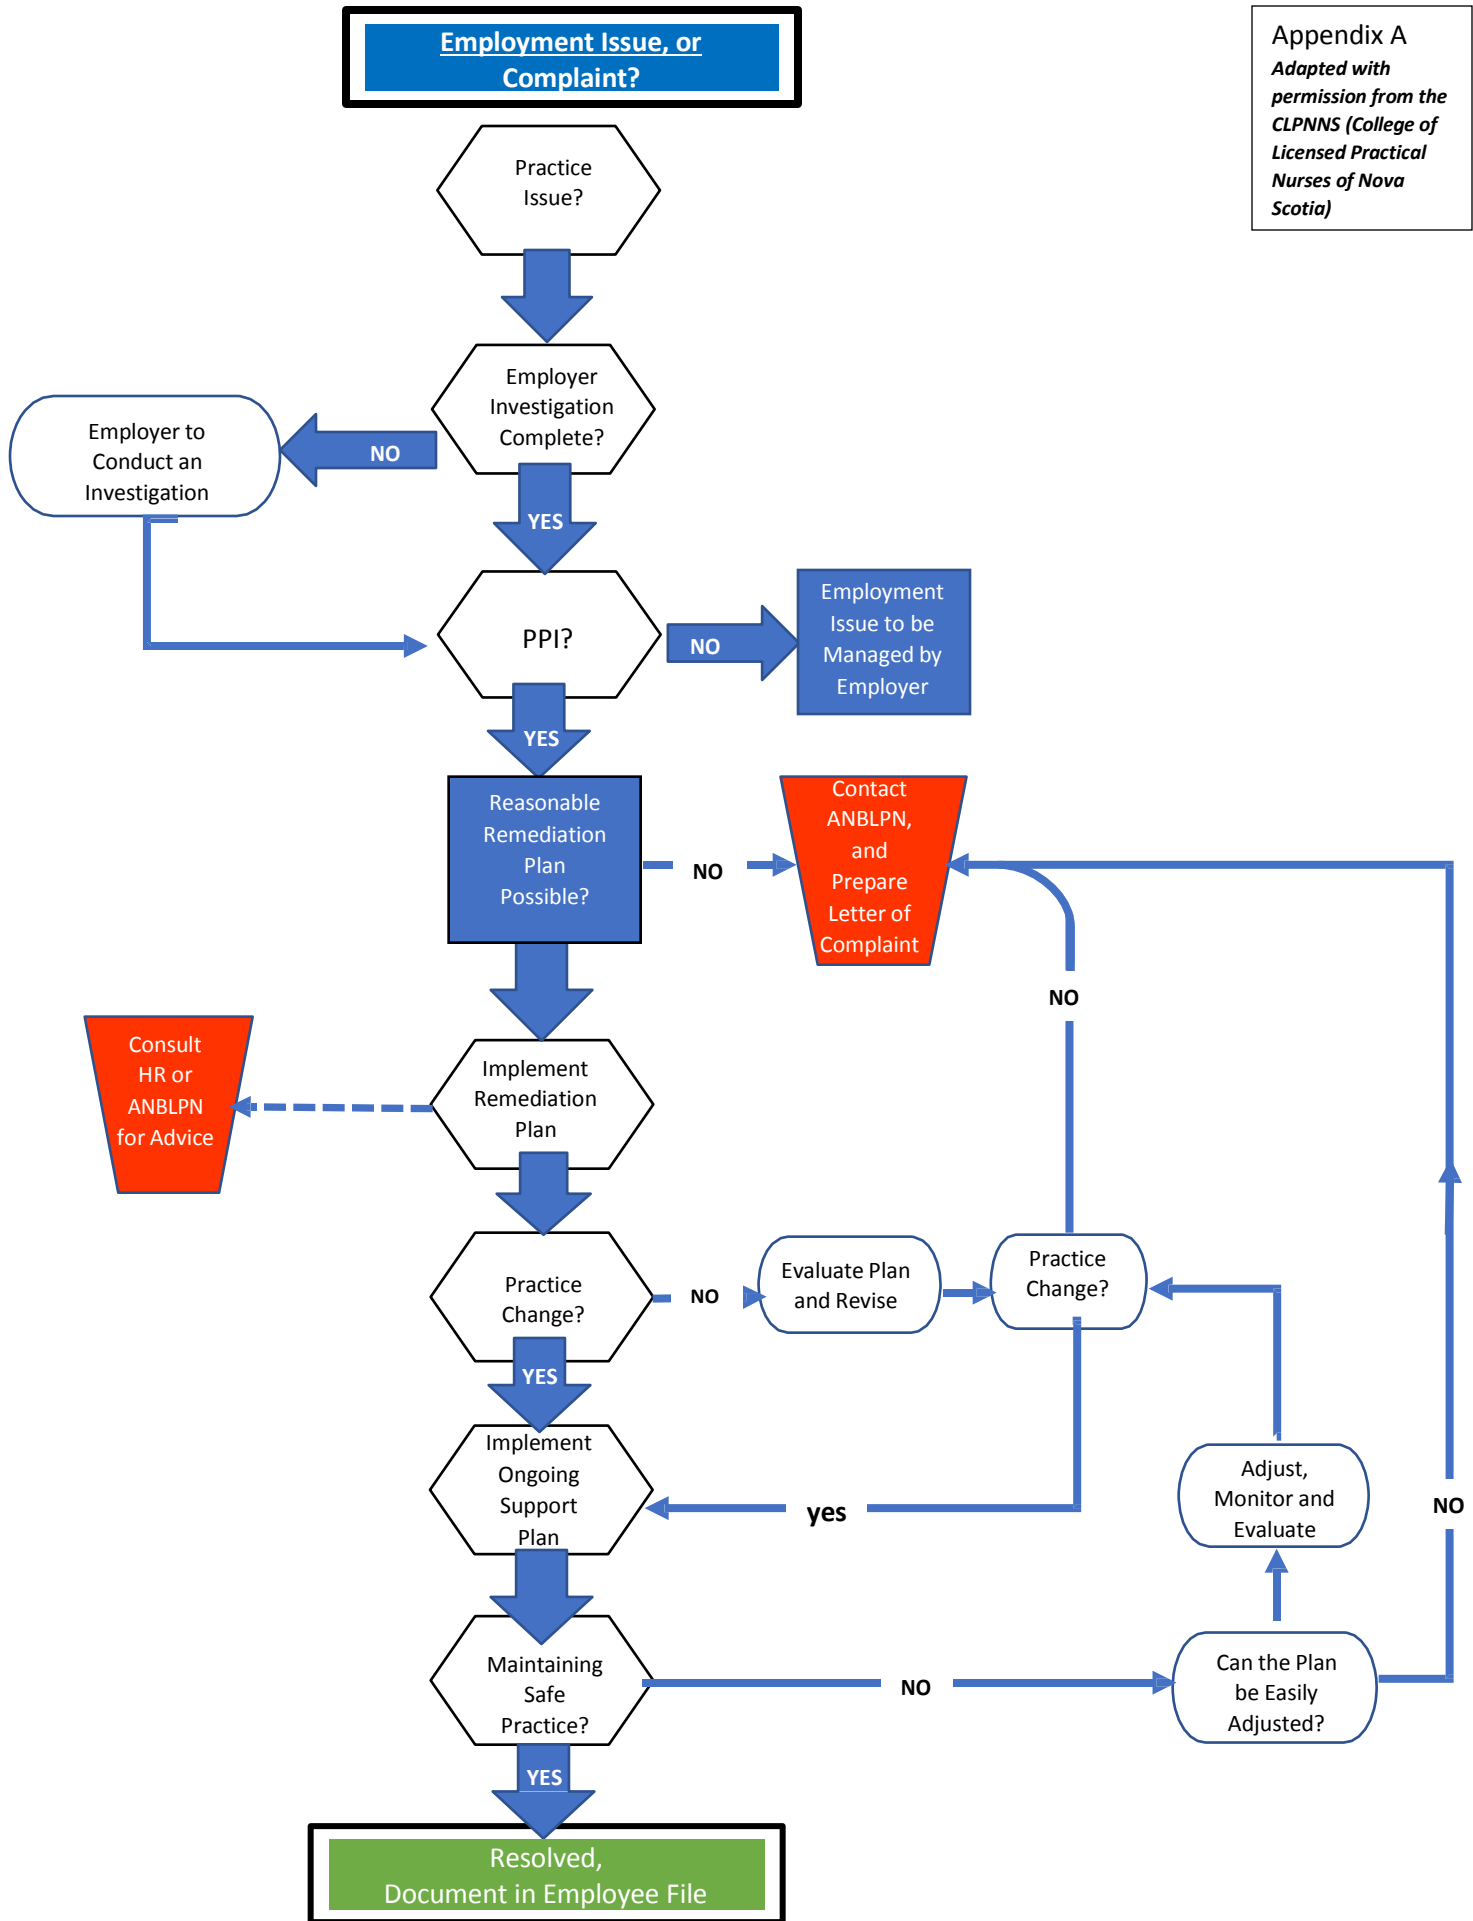 Employment Issue, or
Complaint?
Appendix A
Adapted with
permission from the
CLPNNS (College of
Licensed Practical
Nurses of Nova
Scotia)
Practice
Issue?
Employer
Investigation
Complete?
NO
Employer to
Conduct an
Investigation
YES
PPI?
NO
Employment
Issue to be
Managed by
Employer
YES
Reasonable
Remediation
Plan
Possible?
NO
Contact
ANBLPN,
and
Prepare
Letter of
Complaint
NO
Consult
HR or
ANBLPN
for Advice
Implement
Remediation
Plan
Practice
Change?
NO
Evaluate Plan
and Revise
Practice
Change?
YES
Implement
Ongoing
Support
Plan
yes
Adjust,
Monitor and
Evaluate
NO
Maintaining
Safe
Practice?
NO
Can the Plan
be Easily
Adjusted?
YES
Resolved,
Document in Employee File